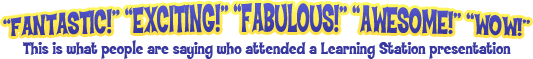 “FANTASTIC!” “EXCITING!” “FABULOUS!” “AWESOME!” “WOW!”
This is what people are saying who attended a Learning Station presentation